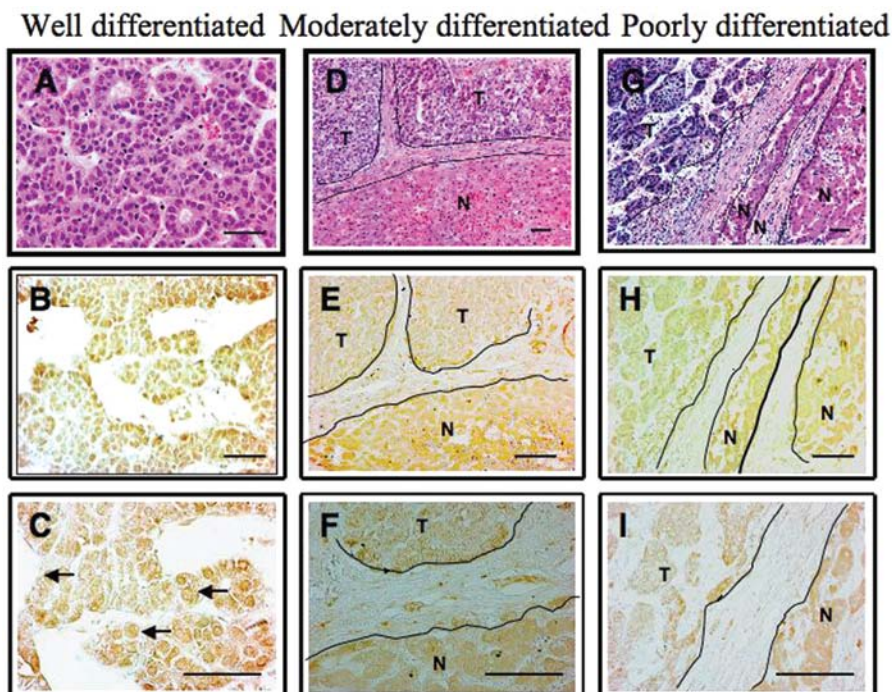 Well differentiated Moderately differentiated Poorly differentiated
A D G
T T T
N N N N
B E H
T T T
N N N
C F I
T T
N N